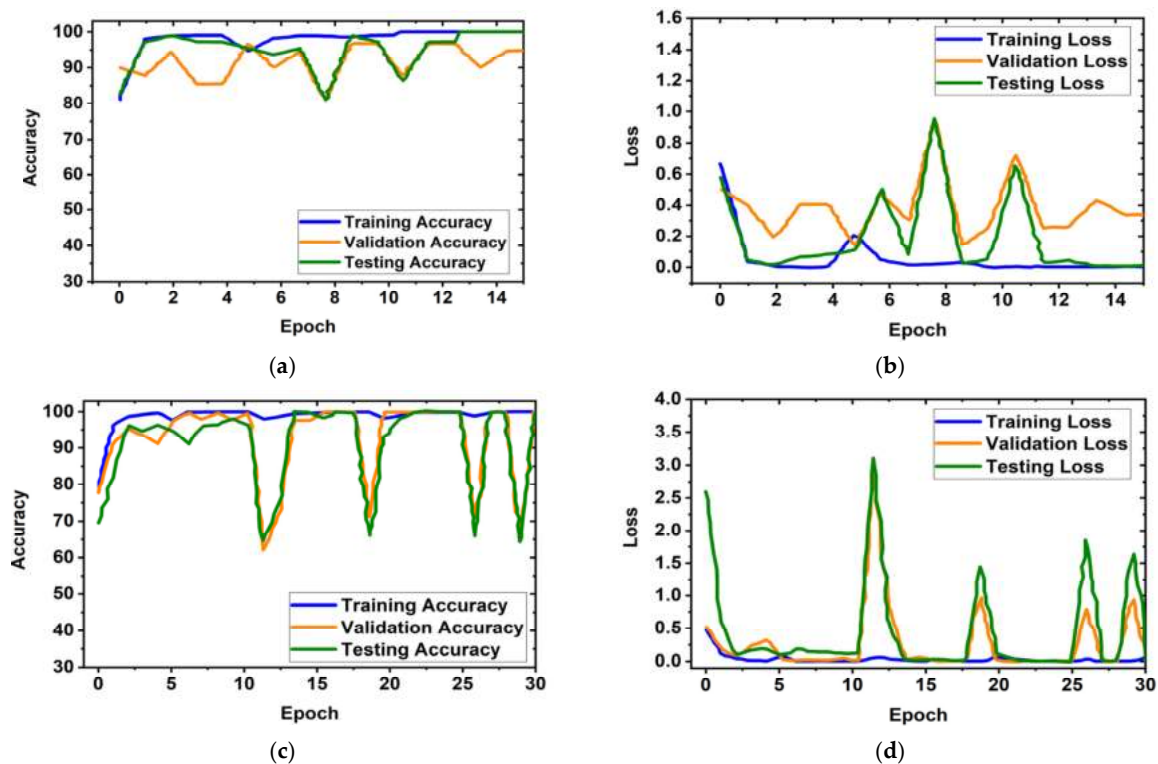 100
90
80
70
60
50
40
30
Accuracy
Training Accuracy
Validation Accuracy
Testing Accuracy
0 2 4 6 8 10 12 14
Epoch
(a)
1.6
1.4
1.2
1.0
0.8
0.6
0.4
0.2
0.0
Loss
Training Loss
Validation Loss
Testing Loss
0 2 4 6 8 10 12 14
Epoch
(b)
100
90
80
70
60
50
40
30
Accuracy
Training Accuracy
Validation Accuracy
Testing Accuracy
0 5 10 15 20 25 30
Epoch
(c)
4.0
3.5
3.0
2.5
2.0
1.5
1.0
0.5
0.0
Loss
Training Loss
Validation Loss
Testing Loss
0 5 10 15 20 25 30
Epoch
(d)